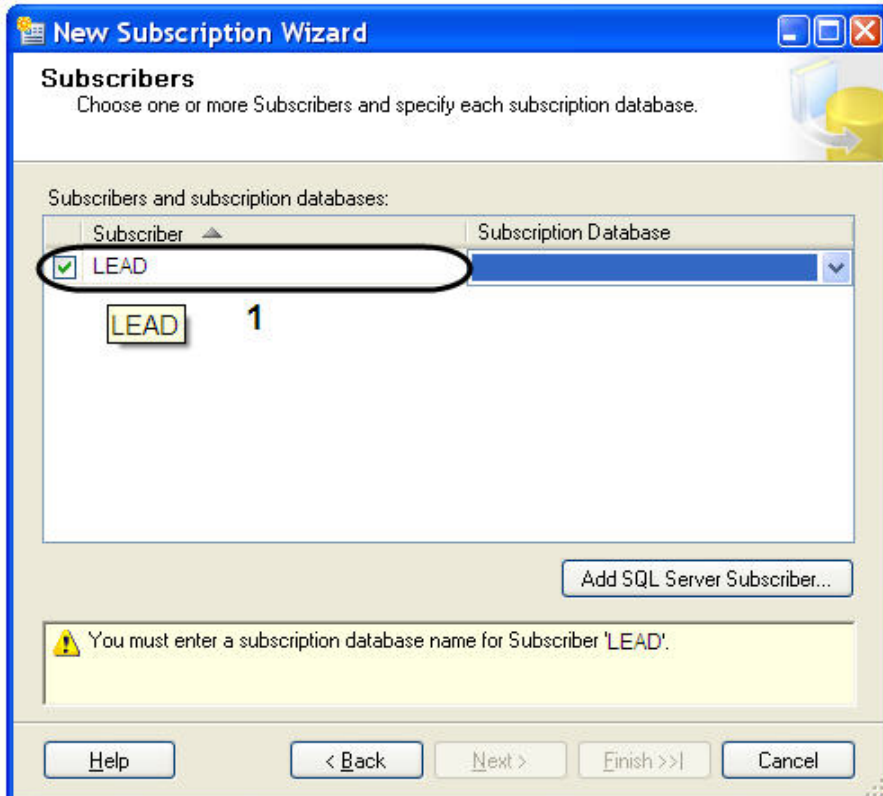 New Subscription Wizard
Subscribers
Choose one or more Subscribers and specify each subscription database.
Subscribers and subscription databases:
Subscriber Subscription Database
LEAD
LEAD 1
Add SQL Server Subscriber...
You must enter a subscription database name for Subscriber 'LEAD'.
Help < Back Next > Finish >>| Cancel